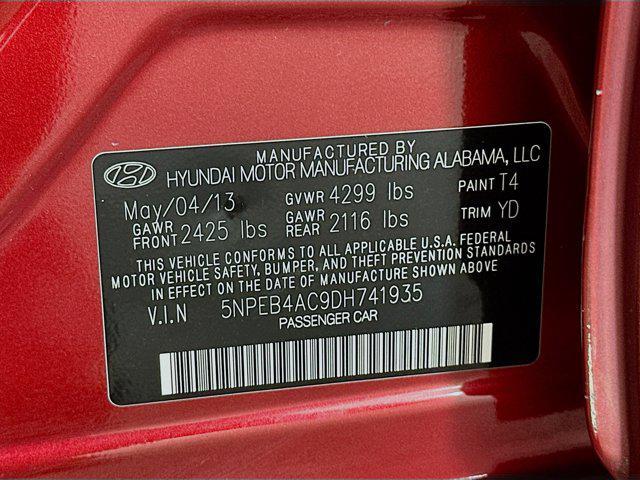 MANUFACTURED BY
HYUNDAI MOTOR MANUFACTURING ALABAMA, LLC
May/04/13 GVWR 4299 lbs PAINT T4
GAWR FRONT 2425 lbs GAWR REAR 2116 lbs TRIM YD
THIS VEHICLE CONFORMS TO ALL APPLICABLE U.S.A. FEDERAL
MOTOR VEHICLE SAFETY, BUMPER, AND THEFT PREVENTION STANDARDS
IN EFFECT ON THE DATE OF MANUFACTURE SHOWN ABOVE
V.I.N 5NPEB4AC9DH741935
PASSENGER CAR